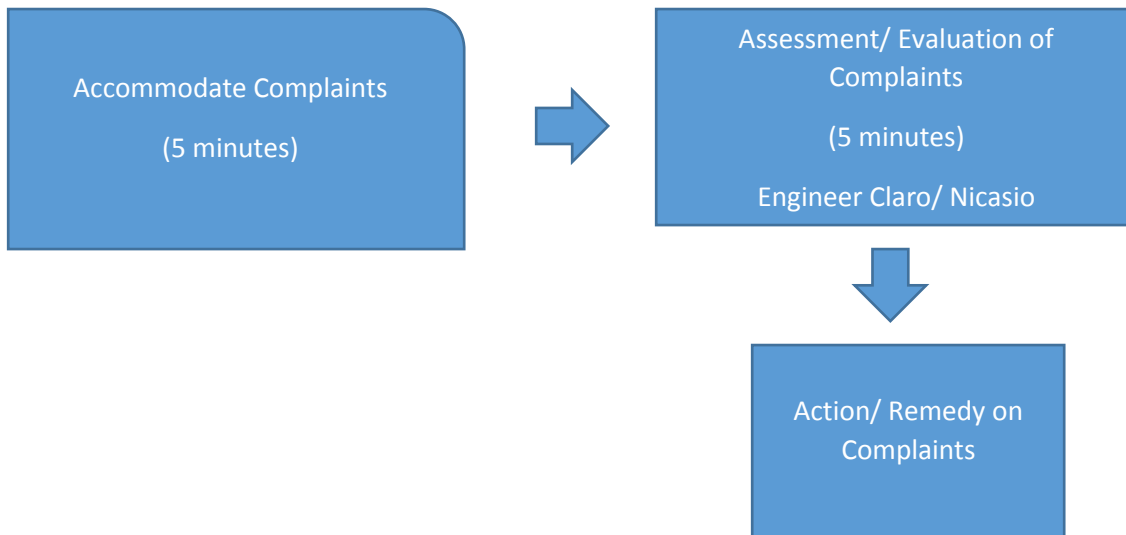 Accommodate Complaints
(5 minutes)
Assessment/ Evaluation of
Complaints
(5 minutes)
Engineer Claro/ Nicasio
Action/ Remedy on
Complaints